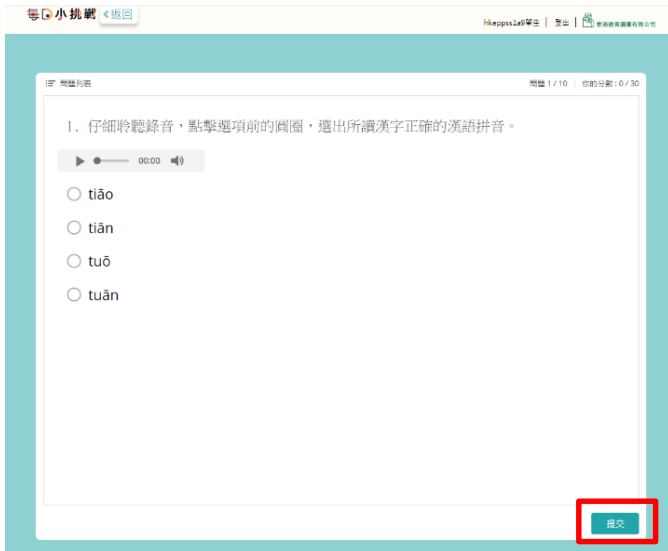 每日小挑戰 <返回
hkeppss1a9學生 | 登出 | 香港教育圖書有限公司
問題列表
問題 1 / 10 | 你的分數 : 0 / 30
1. 仔細聆聽錄音，點擊選項前的圓圈，選出所讀漢字正確的漢語拼音。
00:00
tiāo
tiān
tuō
tuān
提交